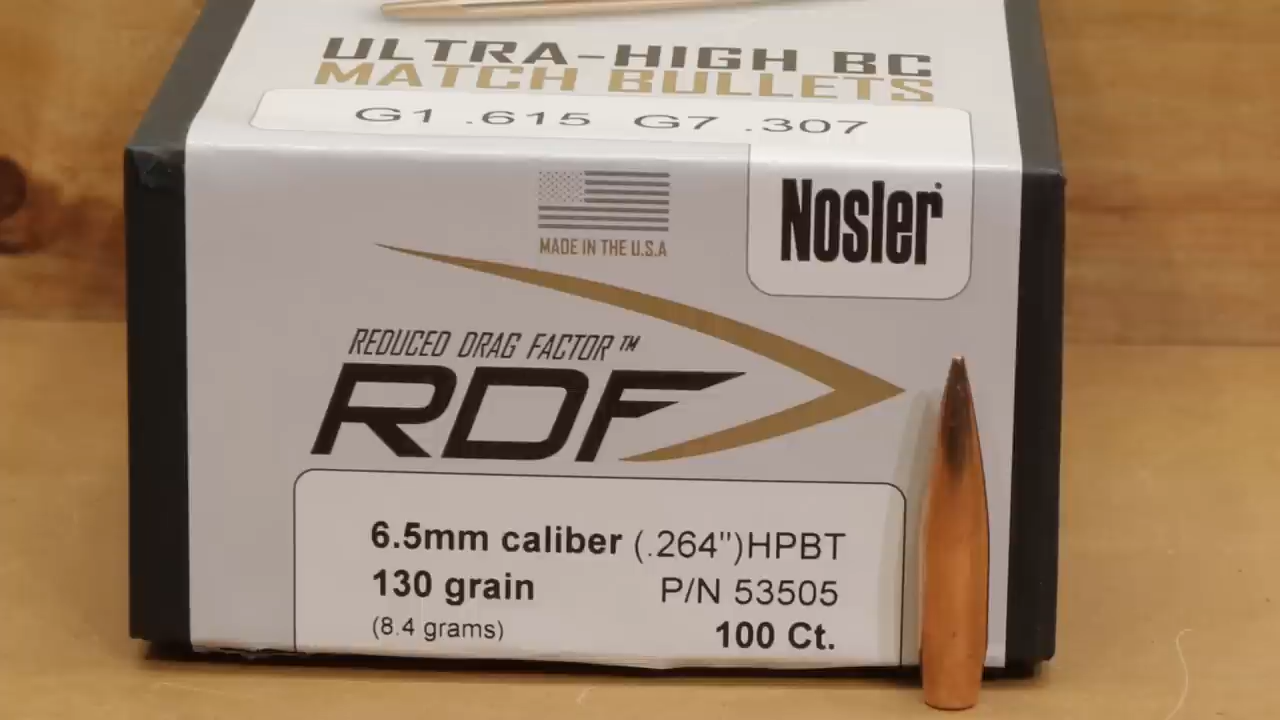 ULTRA-HIGH BC
MATCH BULLETS
G1 .615 G7 .307
MADE IN THE U.S.A
Nosler®
REDUCED DRAG FACTOR™
RDF
6.5mm caliber (.264")HPBT
130 grain P/N 53505
(8.4 grams) 100 Ct.